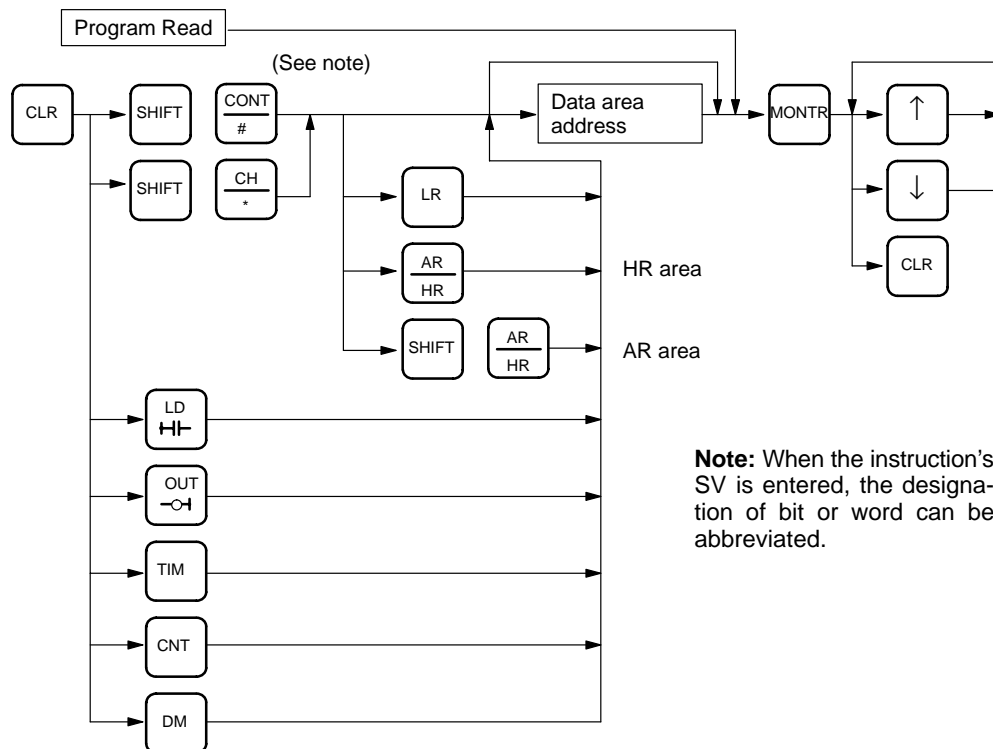 Program Read
(See note)
CLR
SHIFT
CONT
#
Data area
address
MONTR
↑
SHIFT
CH
*
LR
↓
AR
HR
HR area
CLR
SHIFT
AR
HR
AR area
LD
OUT
TIM
CNT
DM
Note: When the instruction's
SV is entered, the designa-
tion of bit or word can be
abbreviated.